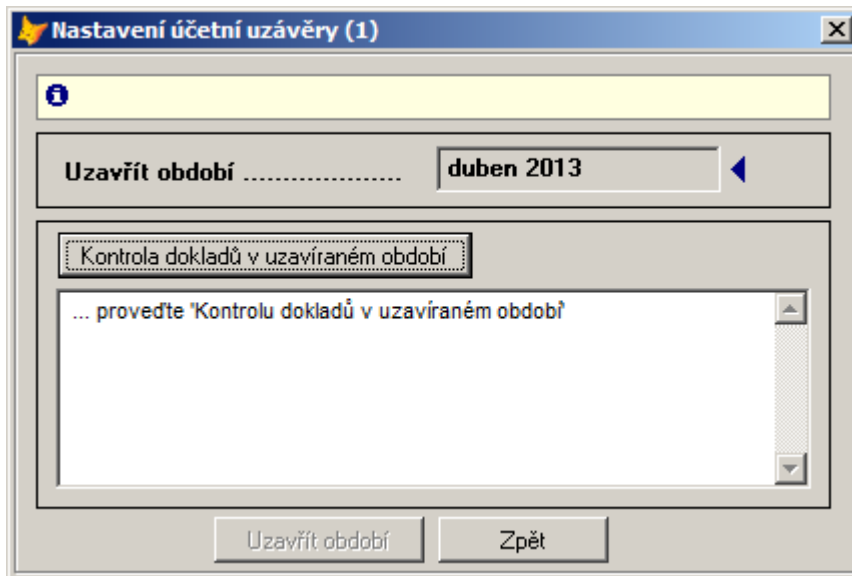 Nastavení účetní uzávěry (1)
Uzavřít období ....................
duben 2013
Kontrola dokladů v uzavíraném období
... proveďte 'Kontrolu dokladů v uzavíraném období'
Uzavřít období
Zpět